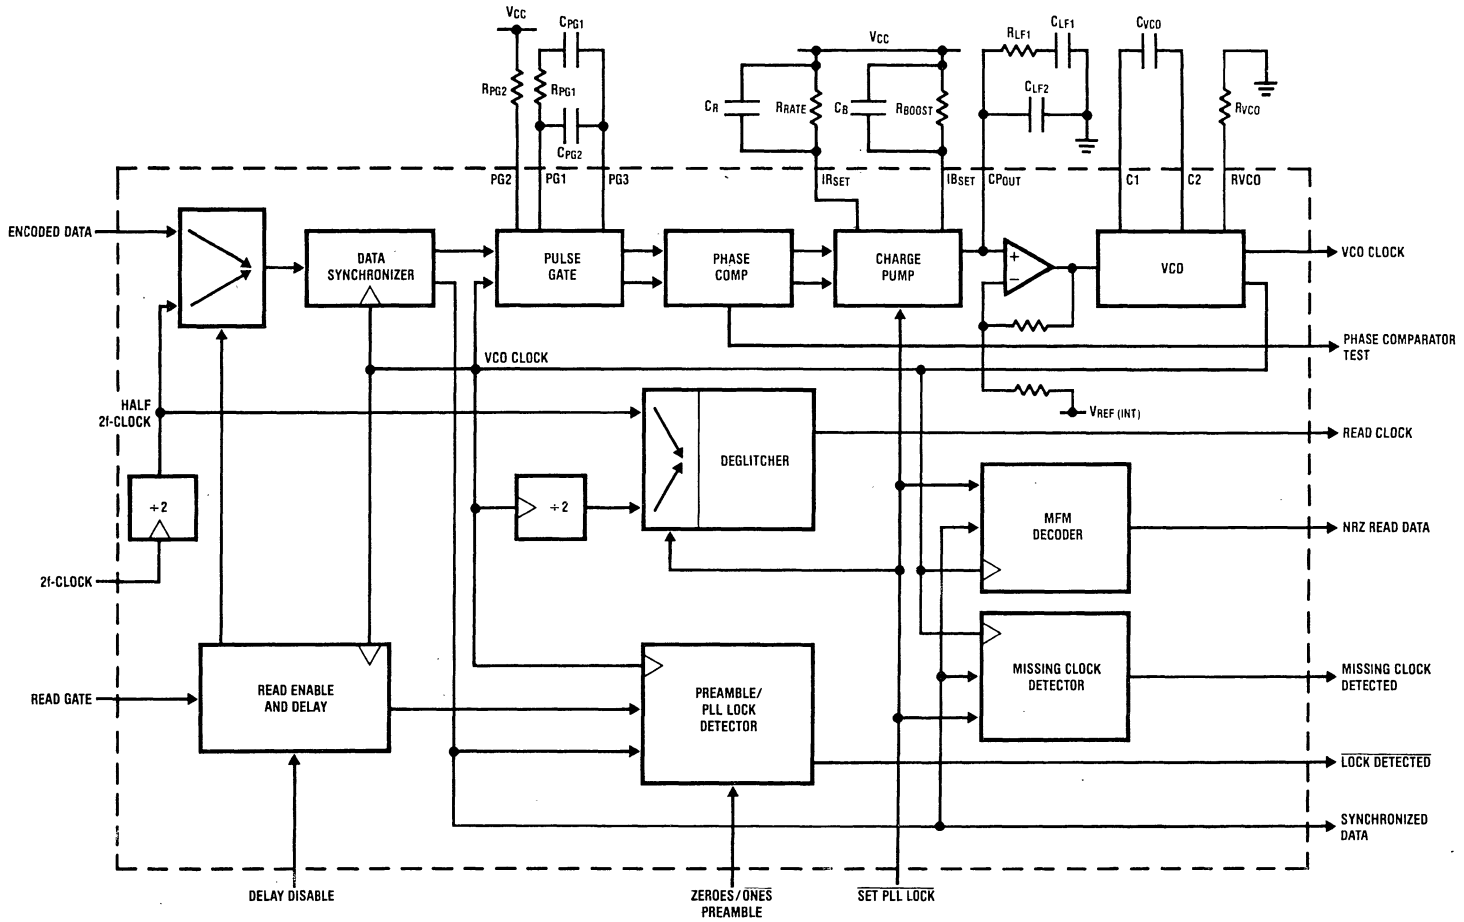 VCC
CPG1
RPG2
RPG1
CPG2
VCC
CR
RRATE
CB
RBOOST
RLF1
CLF1
CLF2
CVCO
RVCO
PG2
PG1
PG3
IRSET
IBSET
CPOUT
C1
C2
RVCO
ENCODED DATA
DATA
SYNCHRONIZER
PULSE
GATE
PHASE
COMP
CHARGE
PUMP
+
−
VCO
VCO CLOCK
PHASE COMPARATOR
TEST
VCO CLOCK
HALF
2f-CLOCK
VREF (INT)
READ CLOCK
DEGLITCHER
÷2
÷2
MFM
DECODER
NRZ READ DATA
2f-CLOCK
READ GATE
READ ENABLE
AND DELAY
PREAMBLE/
PLL LOCK
DETECTOR
MISSING CLOCK
DETECTOR
MISSING CLOCK
DETECTED
LOCK DETECTED
SYNCHRONIZED
DATA
DELAY DISABLE
ZEROES/ONES
PREAMBLE
SET PLL LOCK